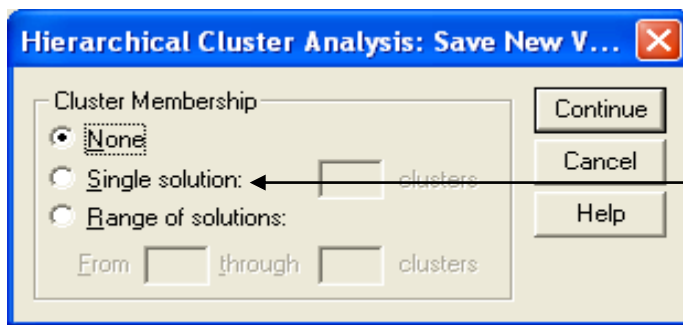 Hierarchical Cluster Analysis: Save New V...
Cluster Membership
None
Single solution: clusters
Range of solutions:
From through clusters
Continue
Cancel
Help